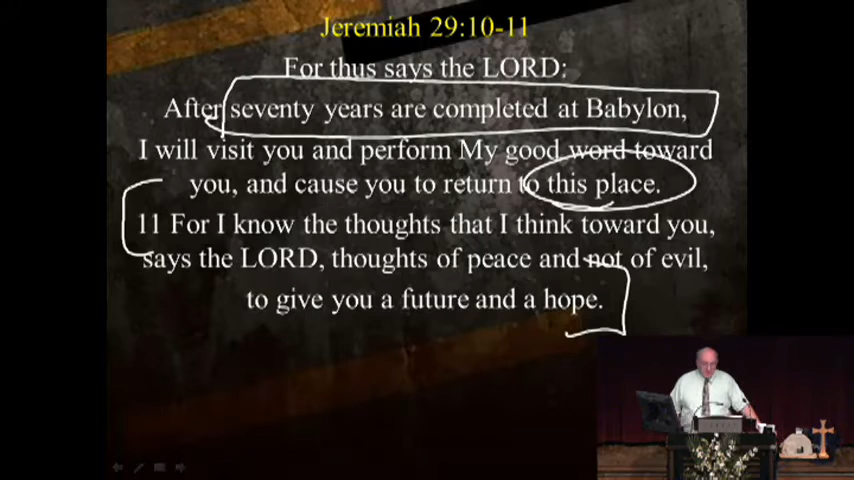 Jeremiah 29:10-11
For thus says the LORD:
After seventy years are completed at Babylon,
I will visit you and perform My good word toward
you, and cause you to return to this place.
11 For I know the thoughts that I think toward you,
says the LORD, thoughts of peace and not of evil,
to give you a future and a hope.